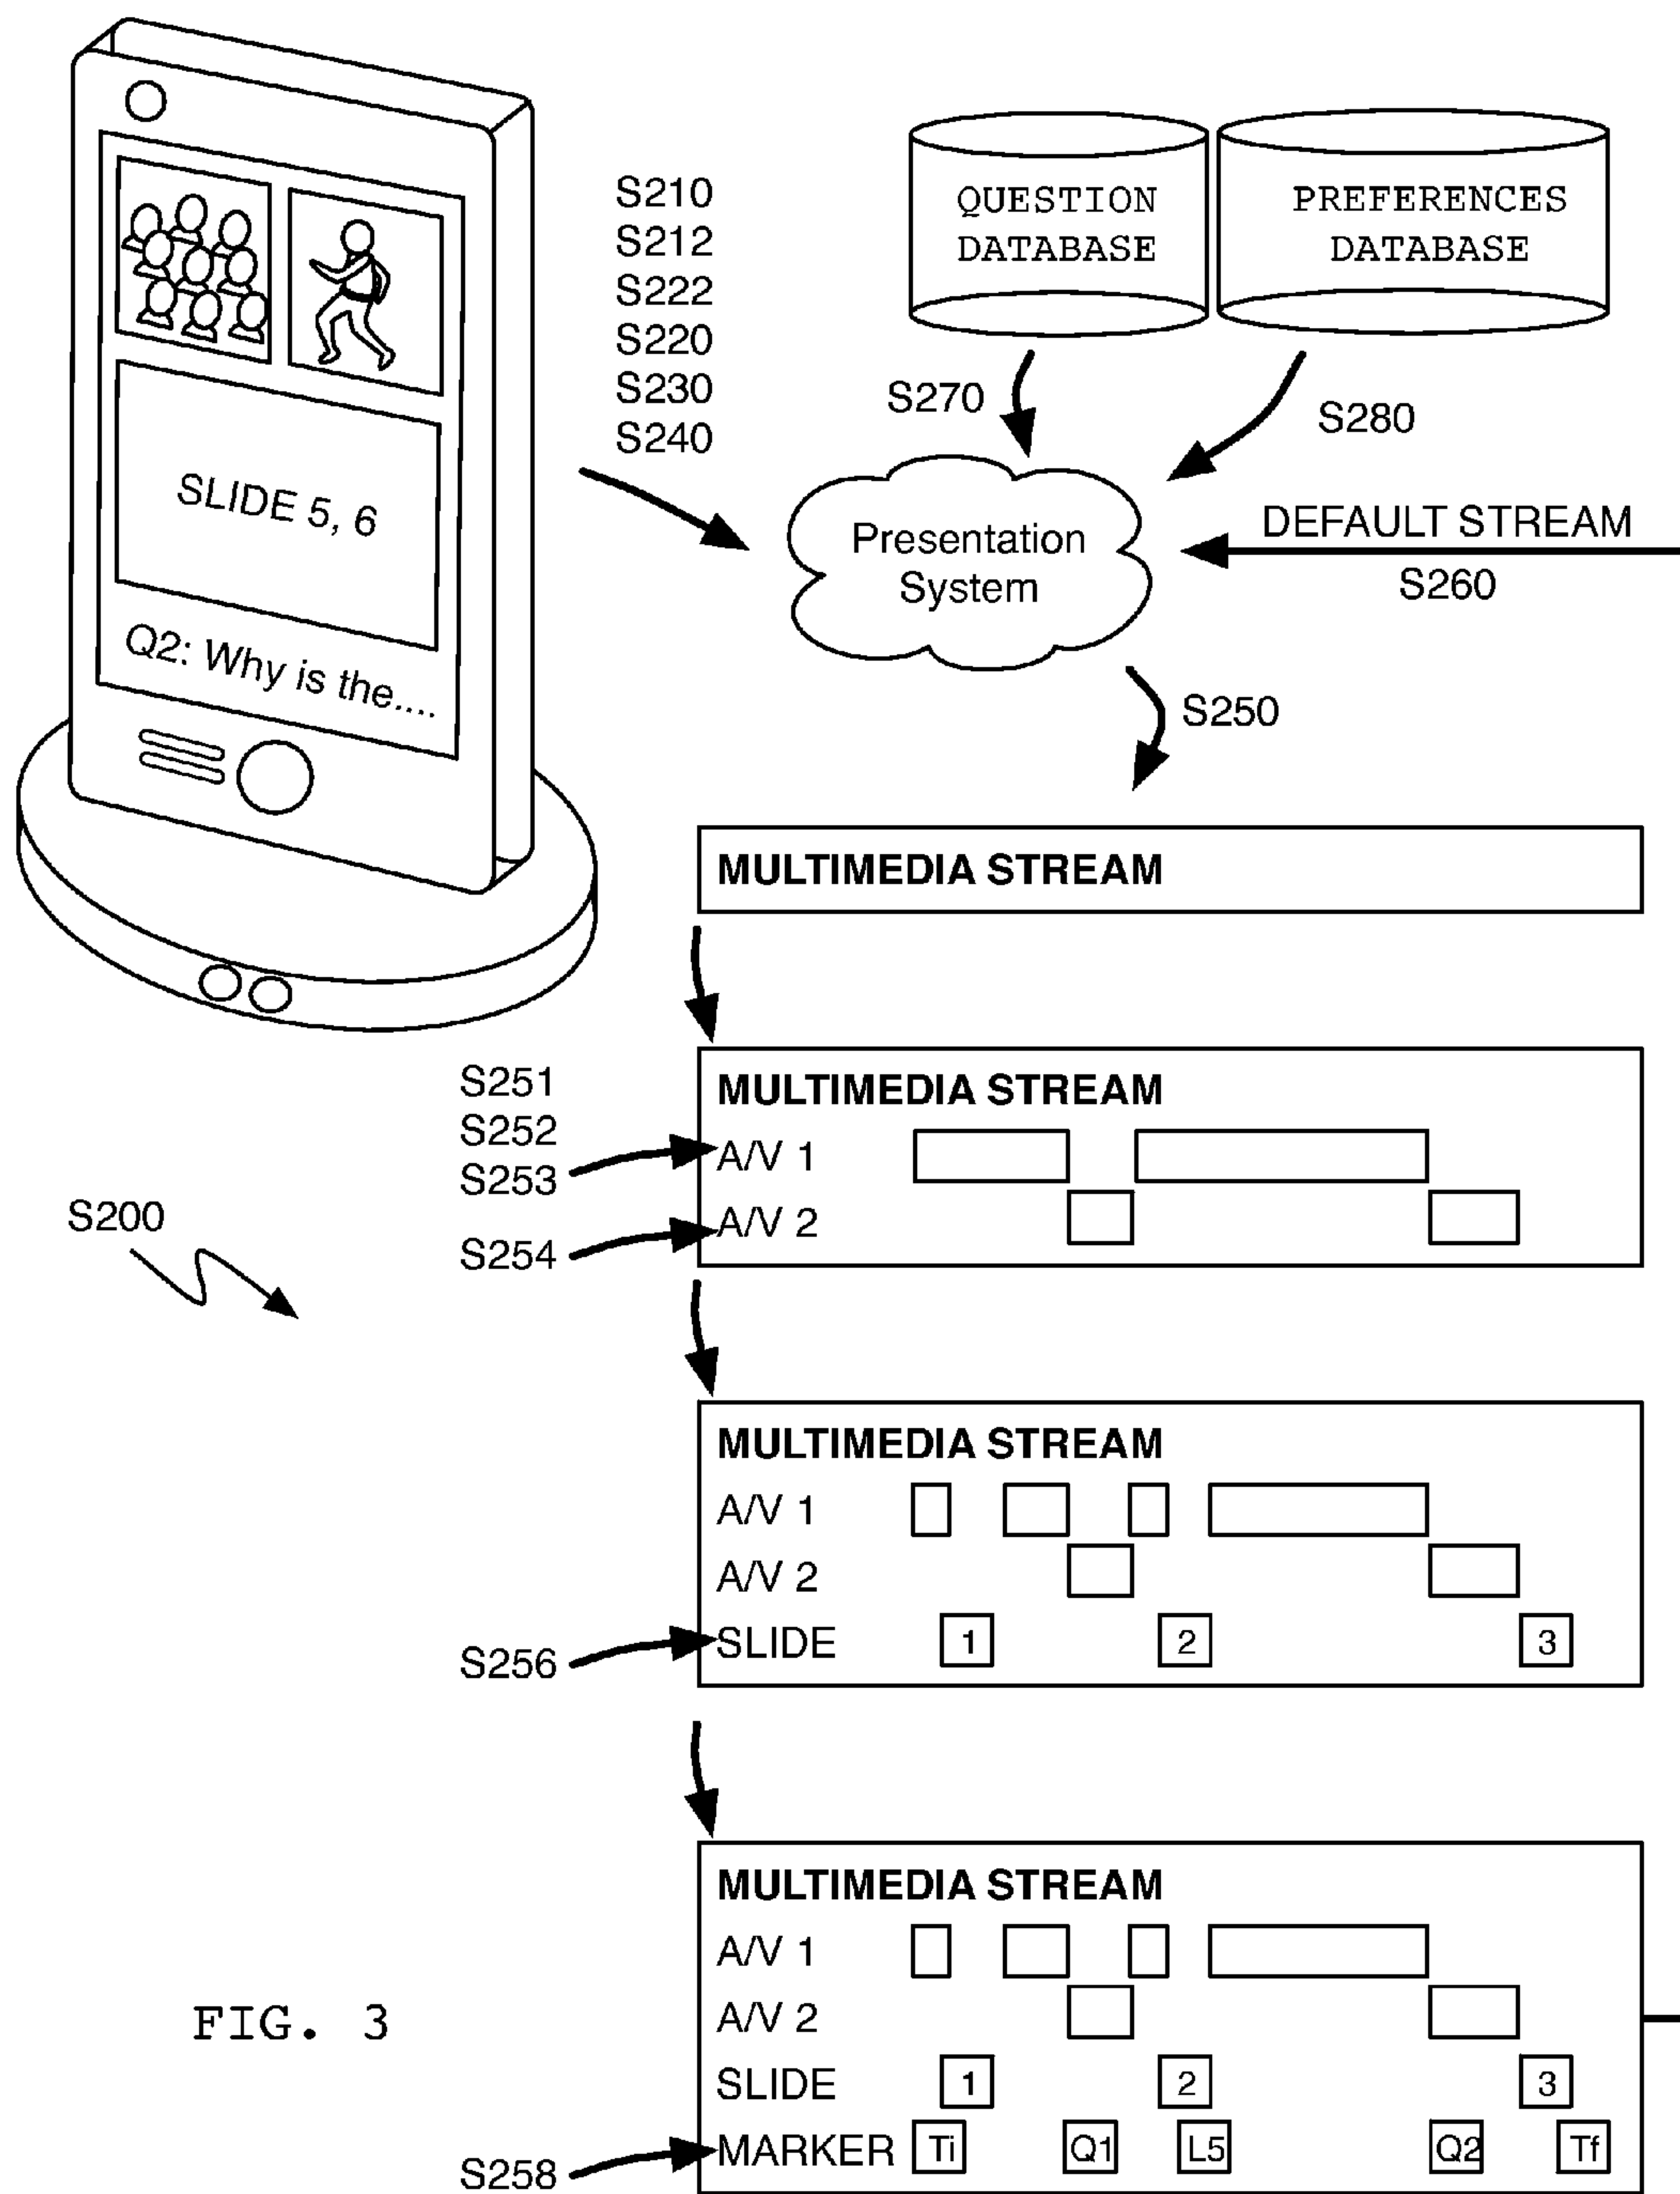 S210
S212
S222
S220
S230
S240
QUESTION
DATABASE
PREFERENCES
DATABASE
S270
S280
SLIDE 5, 6
Q2: Why is the....
Presentation
System
DEFAULT STREAM
S260
S250
MULTIMEDIA STREAM
S251
S252
S253
S254
MULTIMEDIA STREAM
A/V 1
A/V 2
S200
MULTIMEDIA STREAM
A/V 1
A/V 2
SLIDE 1 2 3
S256
MULTIMEDIA STREAM
A/V 1
A/V 2
SLIDE 1 2 3
MARKER Ti Q1 L5 Q2 Tf
S258
FIG. 3